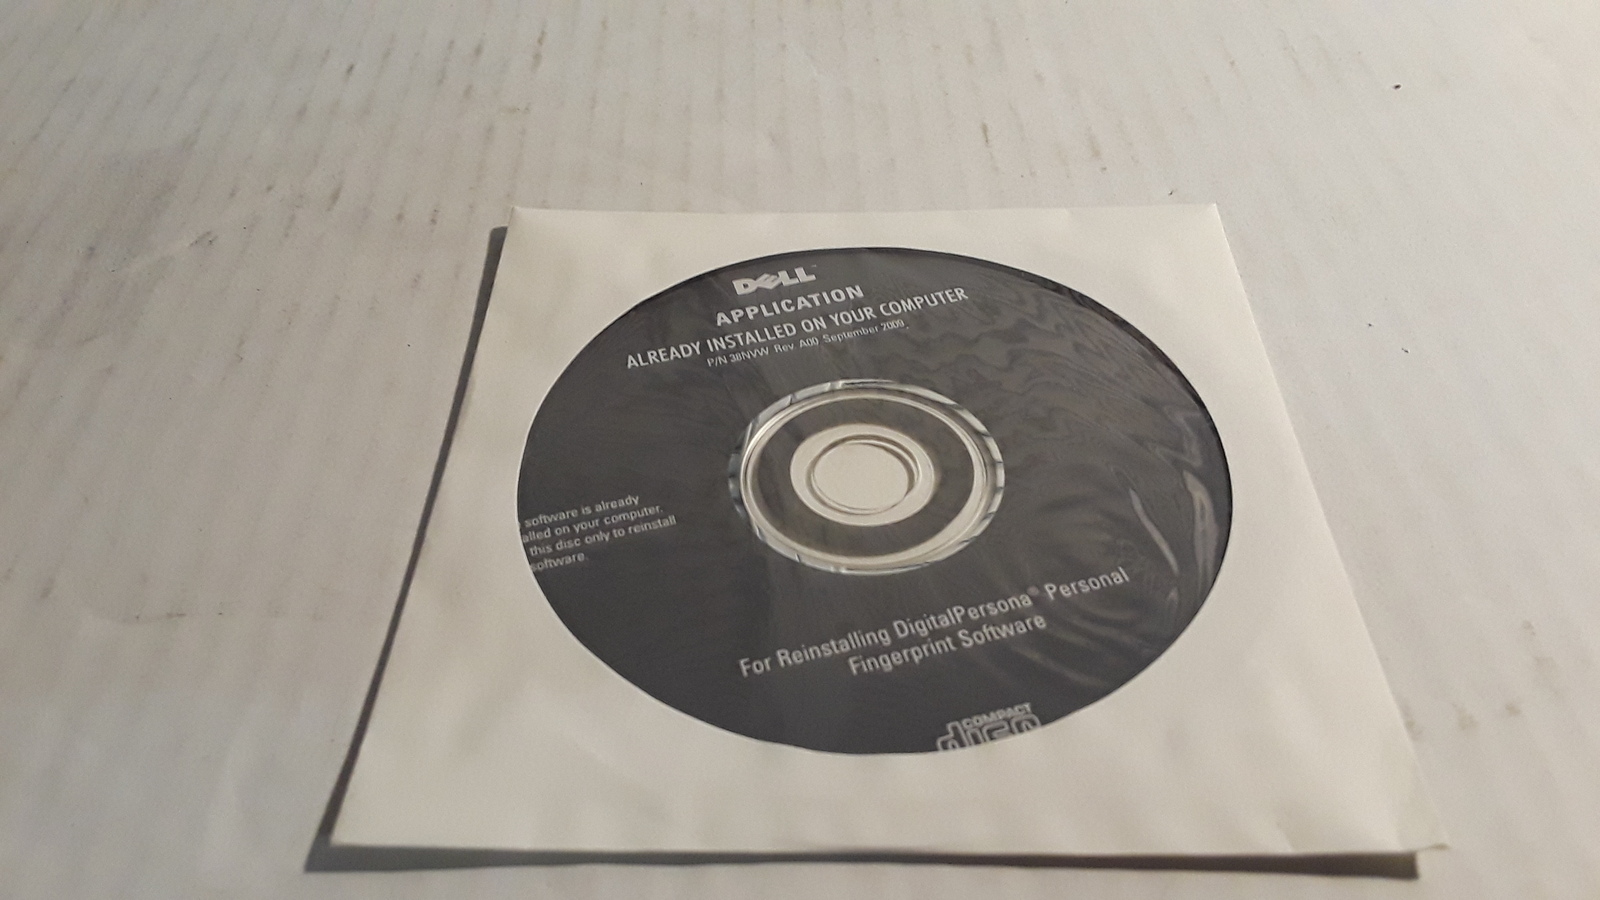 DELL™
APPLICATION
ALREADY INSTALLED ON YOUR COMPUTER
P/N 38NVW Rev. A00 September 2009
software is already
alled on your computer.
this disc only to reinstall
software.
For Reinstalling DigitalPersona® Personal
Fingerprint Software
COMPACT
disc